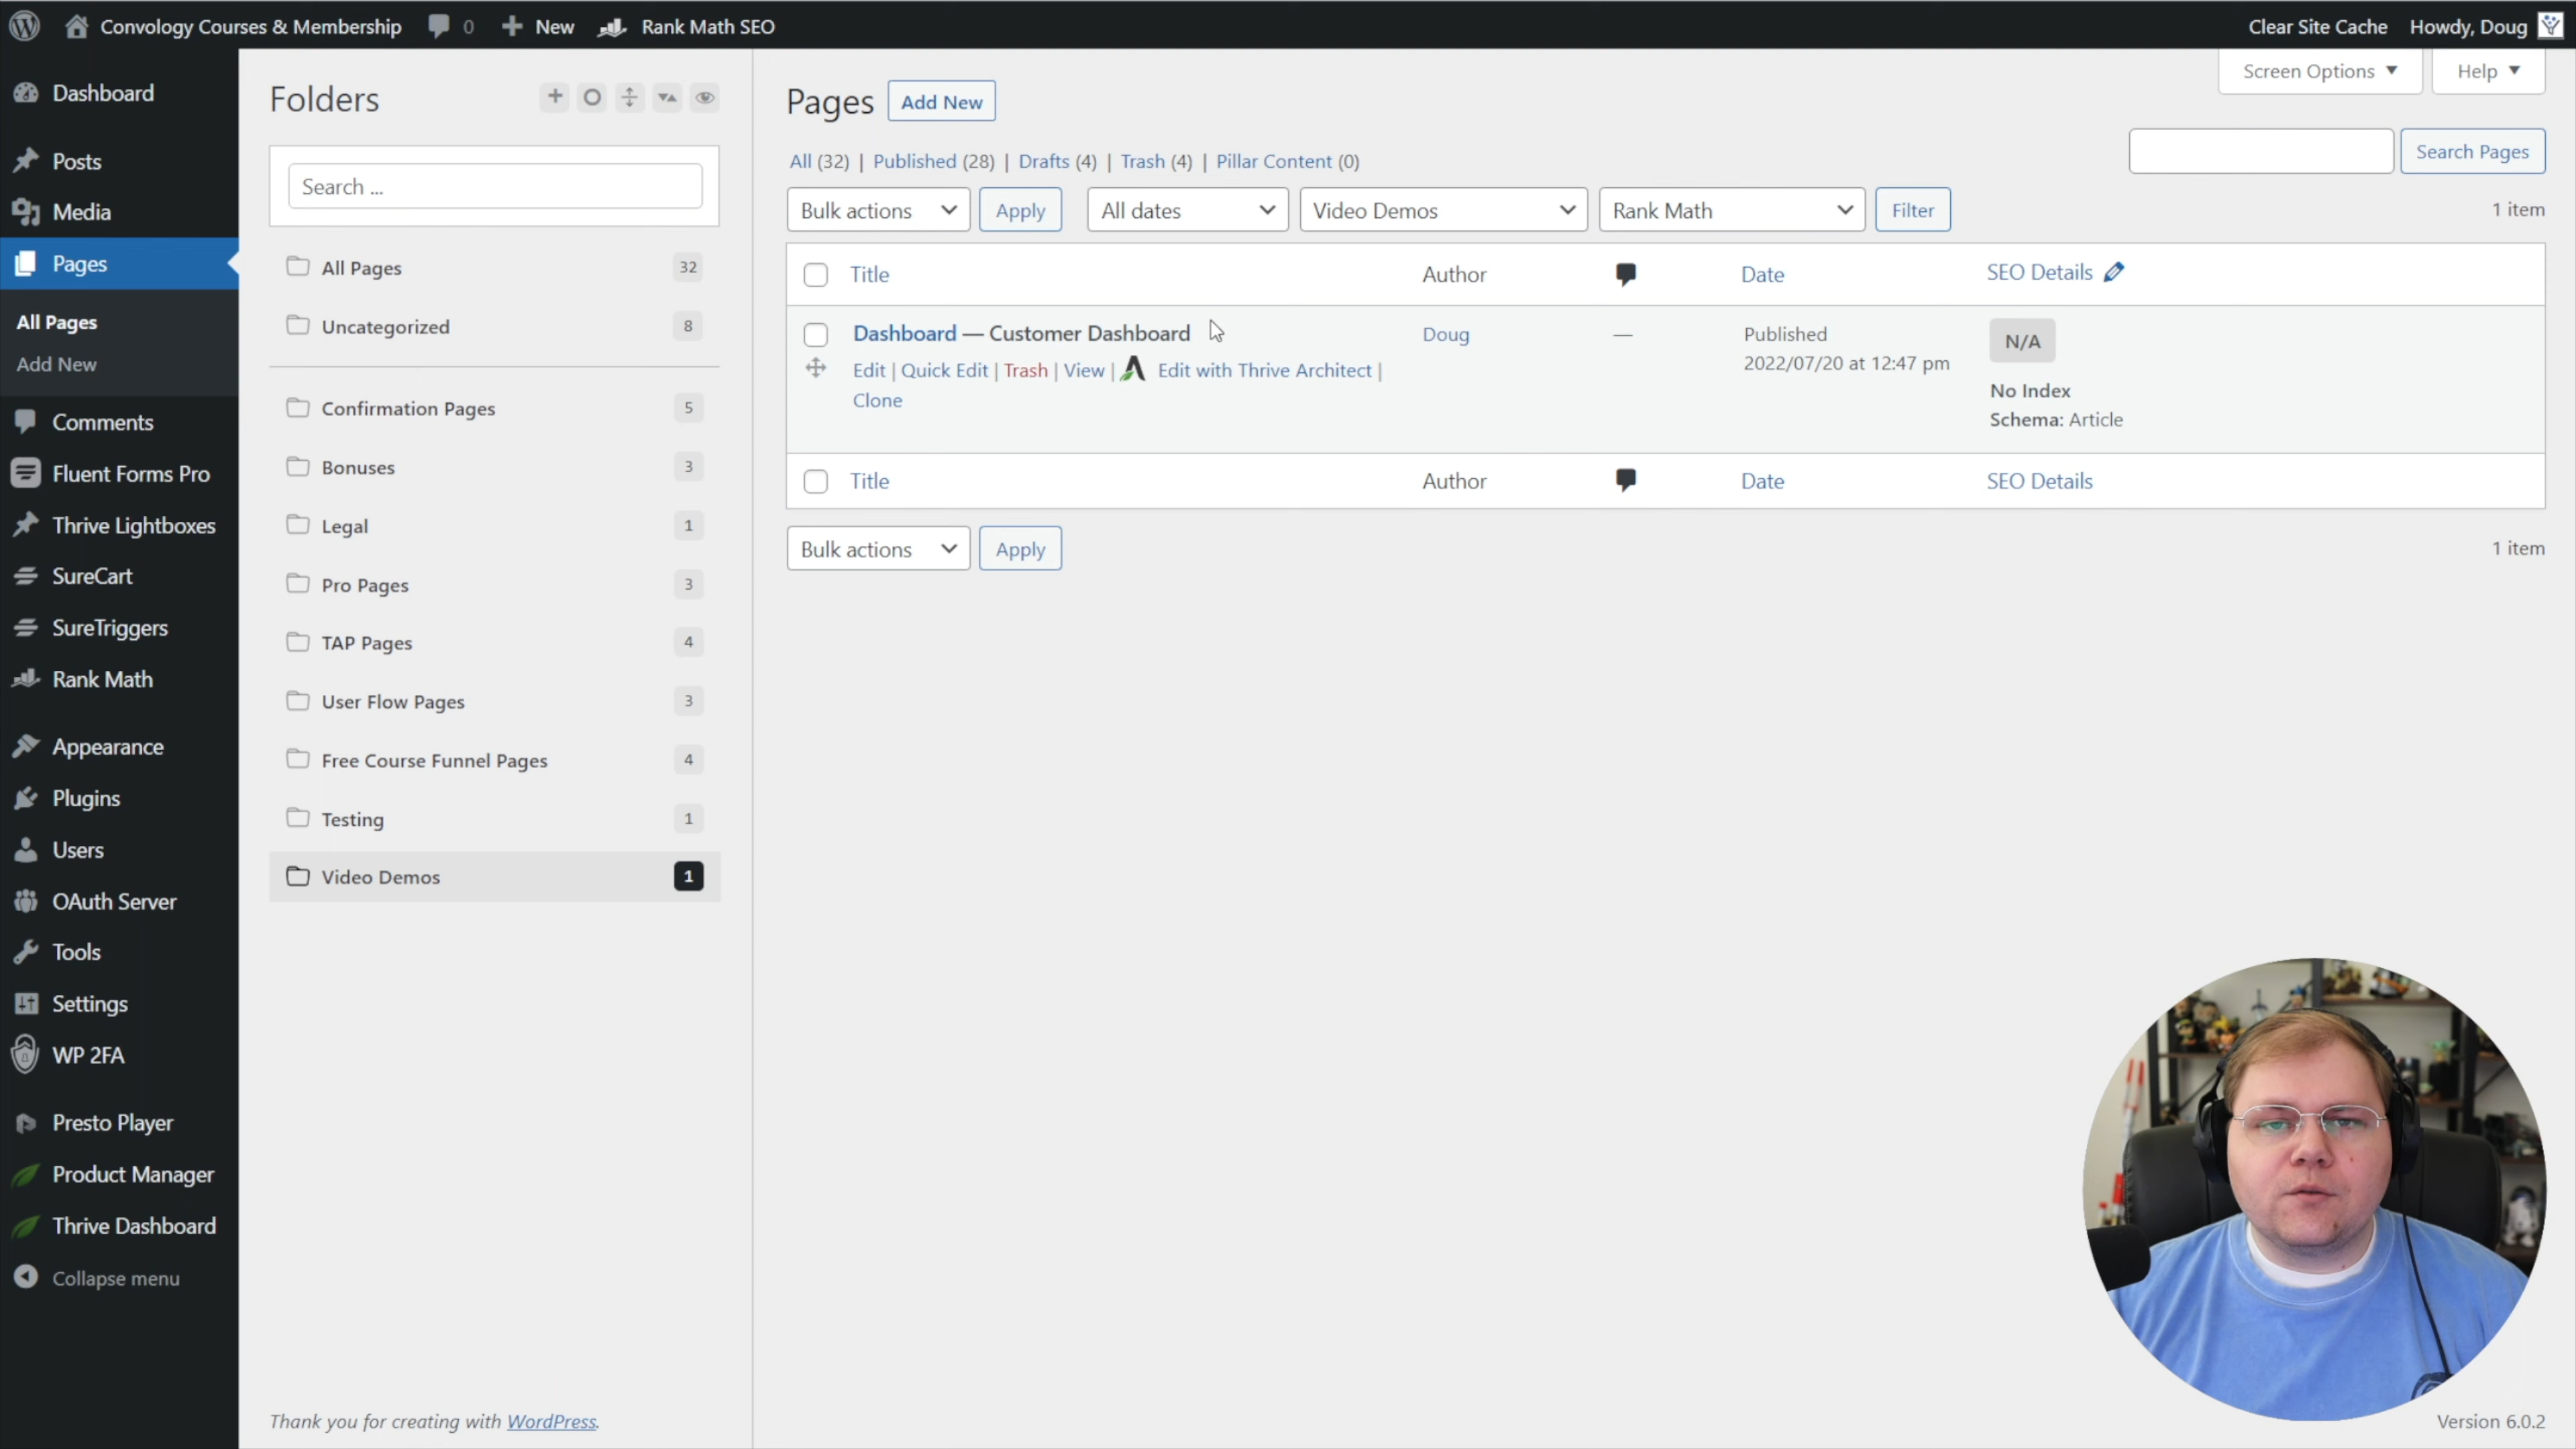 Convology Courses & Membership 0 New Rank Math SEO Clear Site Cache Howdy, Doug
Dashboard
Posts
Media
Pages
All Pages
Add New
Comments
Fluent Forms Pro
Thrive Lightboxes
SureCart
SureTriggers
Rank Math
Appearance
Plugins
Users
OAuth Server
Tools
Settings
WP 2FA
Presto Player
Product Manager
Thrive Dashboard
Collapse menu
Folders
Search ...
All Pages 32
Uncategorized 8
Confirmation Pages 5
Bonuses 3
Legal 1
Pro Pages 3
TAP Pages 4
User Flow Pages 3
Free Course Funnel Pages 4
Testing 1
Video Demos 1
Thank you for creating with WordPress.
Screen Options Help
Pages Add New
All (32) | Published (28) | Drafts (4) | Trash (4) | Pillar Content (0)
Search Pages
Bulk actions Apply All dates Video Demos Rank Math Filter 1 item
Title Author Date SEO Details
Dashboard — Customer Dashboard Doug — Published N/A
Edit | Quick Edit | Trash | View | Edit with Thrive Architect | 2022/07/20 at 12:47 pm
Clone No Index
Schema: Article
Title Author Date SEO Details
Bulk actions Apply 1 item
Version 6.0.2